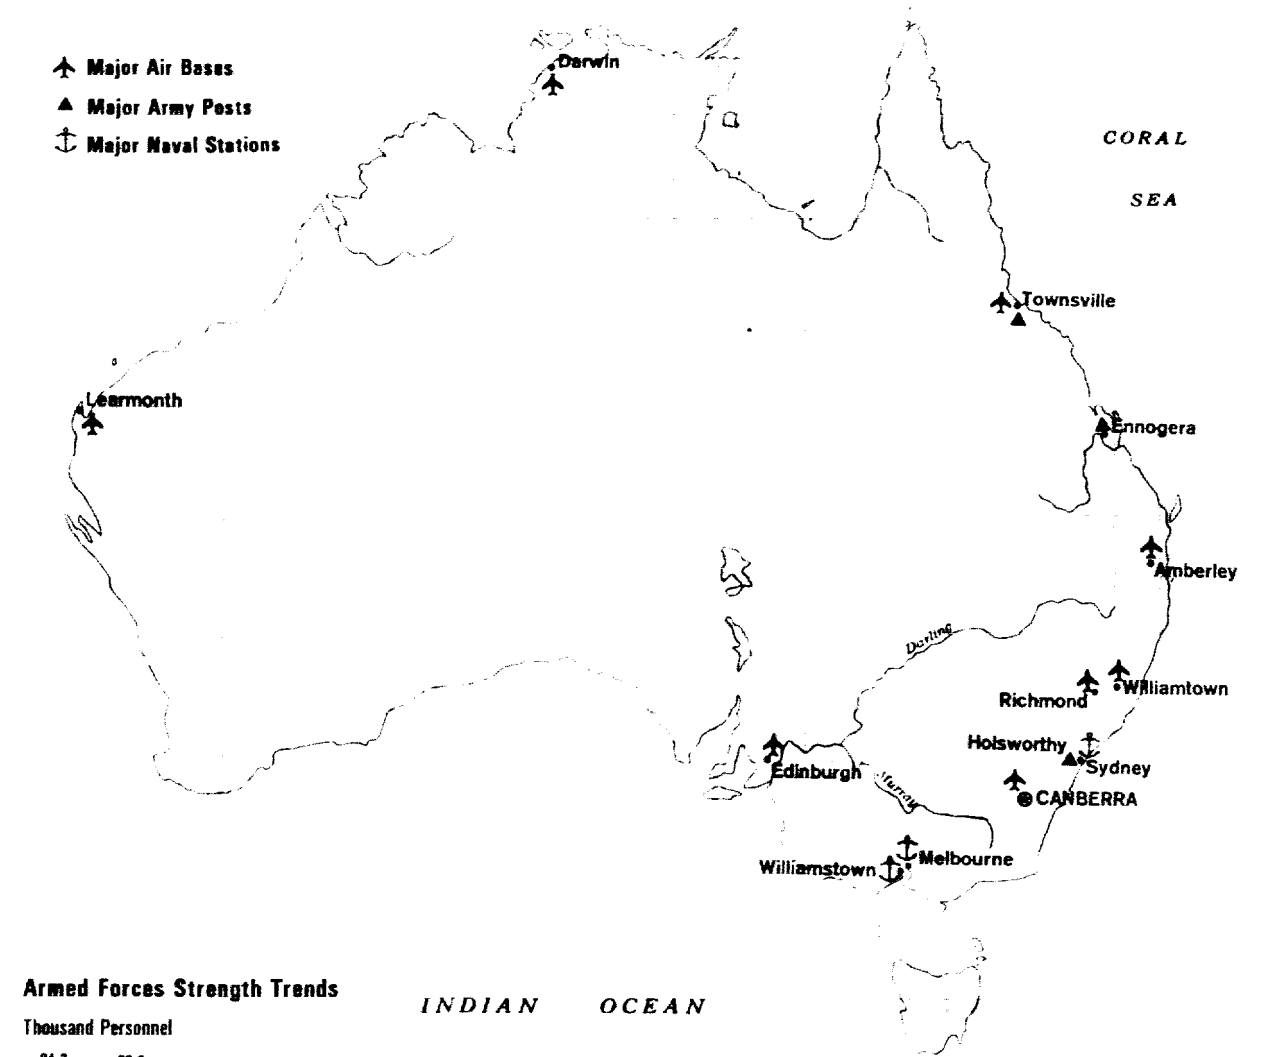 Major Air Bases
Major Army Posts
Major Naval Stations
Darwin
CORAL
SEA
Townsville
Learmonth
Ennogera
Amberley
Darling
Williamtown
Richmond
Holsworthy
Sydney
Edinburgh
Murray
CANBERRA
Melbourne
Williamstown
Armed Forces Strength Trends
INDIAN OCEAN
Thousand Personnel